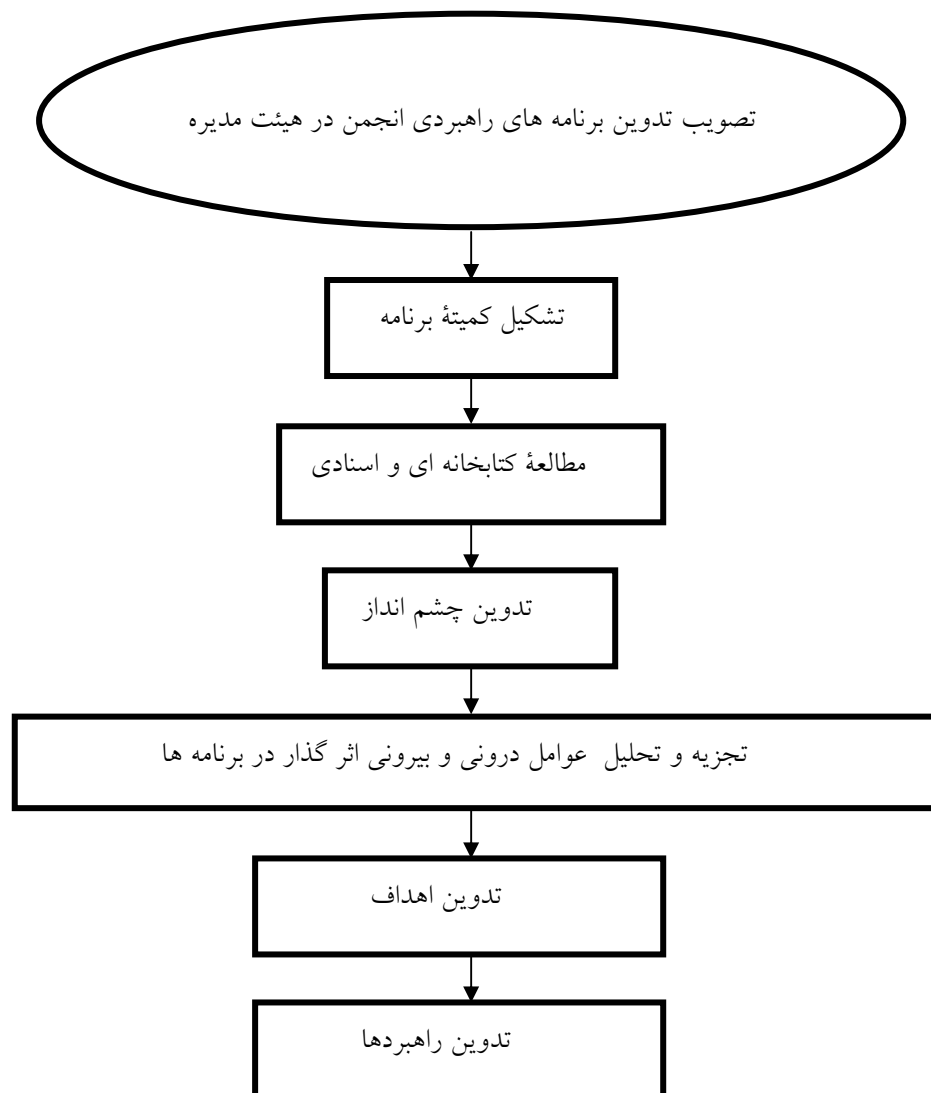 تصویب تدوین برنامه های راهبردی انجمن در هیئت مدیره
تشکیل کمیتۀ برنامه
مطالعۀ کتابخانه ای و اسنادی
تدوین چشم انداز
تجزیه و تحلیل عوامل درونی و بیرونی اثر گذار در برنامه ها
تدوین اهداف
تدوین راهبردها